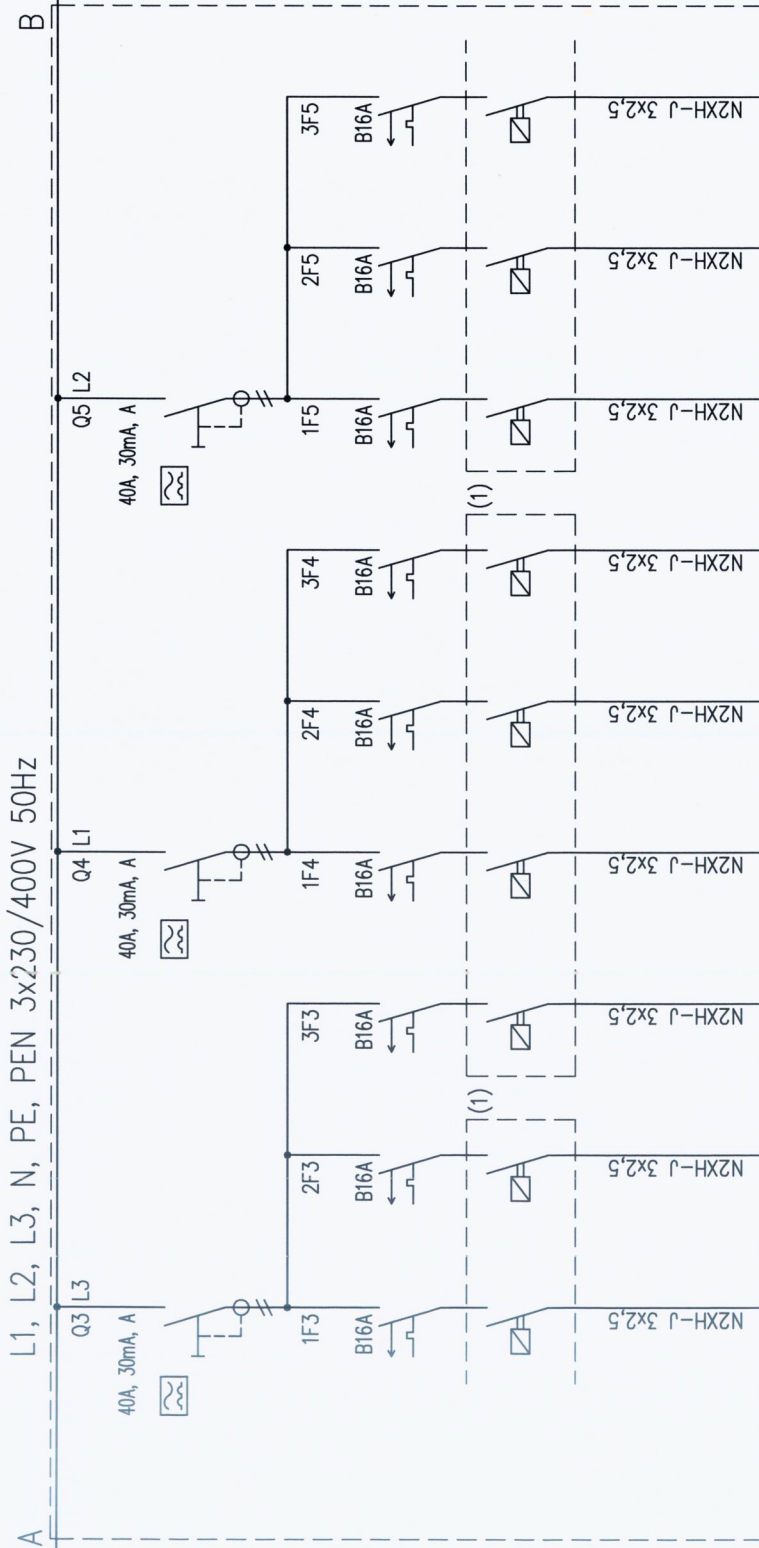 A
B
L1, L2, L3, N, PE, PEN 3x230/400V 50Hz
Q3 L3
40A, 30mA, A
1F3
B16A
N2XH-J 3x2,5
2F3
B16A
N2XH-J 3x2,5
(1)
3F3
B16A
N2XH-J 3x2,5
Q4 L1
40A, 30mA, A
1F4
B16A
N2XH-J 3x2,5
2F4
B16A
N2XH-J 3x2,5
3F4
B16A
N2XH-J 3x2,5
(1)
Q5 L2
40A, 30mA, A
1F5
B16A
N2XH-J 3x2,5
2F5
B16A
N2XH-J 3x2,5
3F5
B16A
N2XH-J 3x2,5